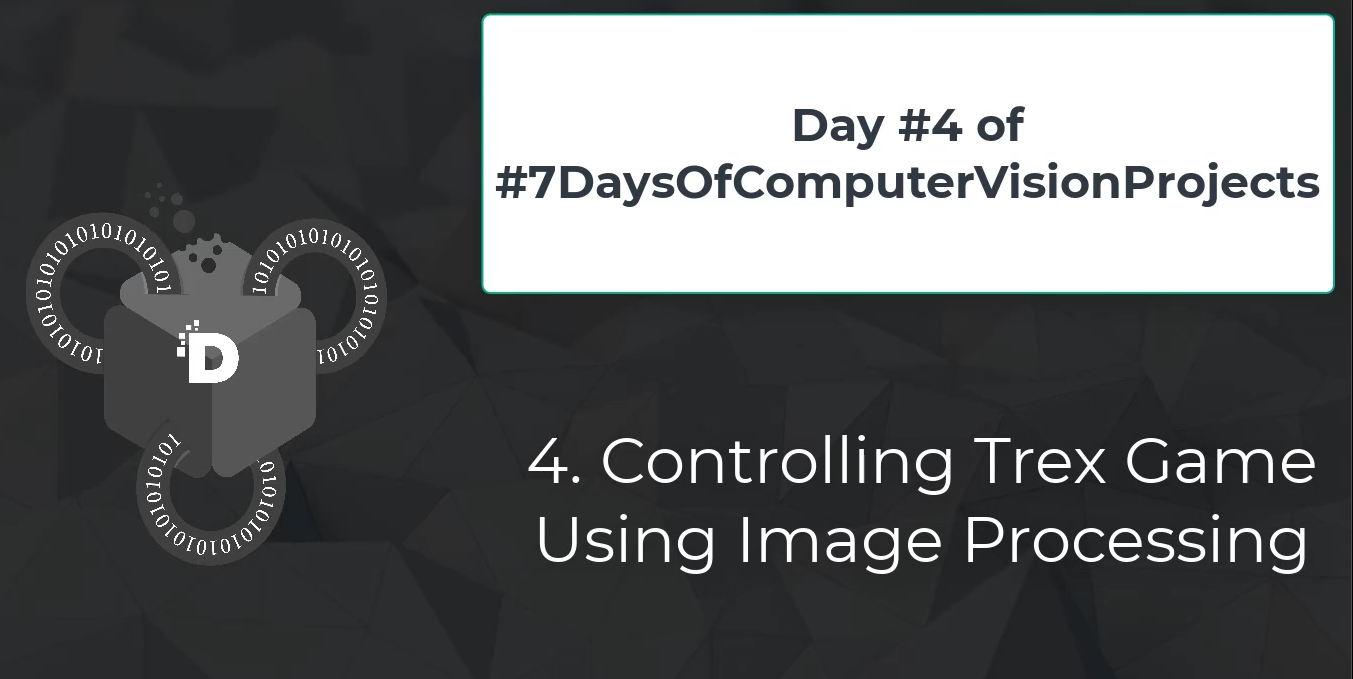 Day #4 of
#7DaysOfComputerVisionProjects
D
4. Controlling Trex Game
Using Image Processing